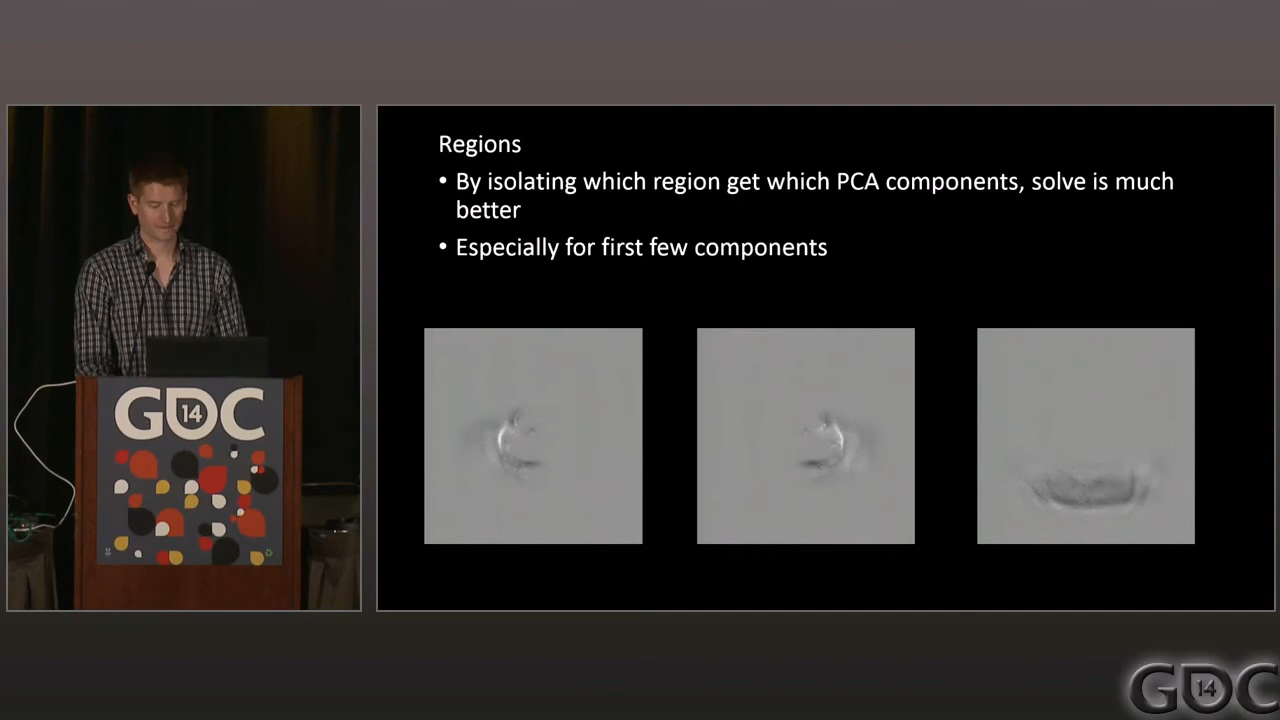 Regions
• By isolating which region get which PCA components, solve is much
better
• Especially for first few components
GDC
14
GDC
14